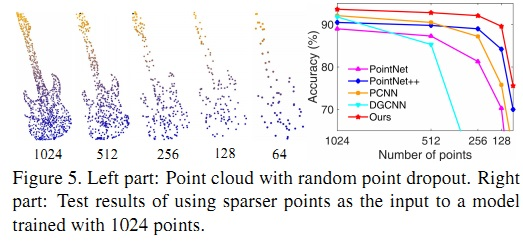 1024 512 256 128 64
90
80
70
Accuracy (%)
PointNet
PointNet++
PCNN
DGCNN
Ours
1024 512 256 128
Number of points
Figure 5. Left part: Point cloud with random point dropout. Right
part: Test results of using sparser points as the input to a model
trained with 1024 points.